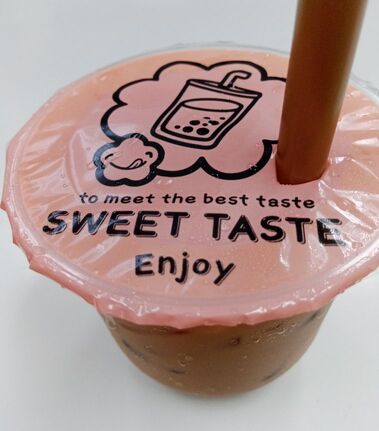 to meet the best taste
SWEET TASTE
Enjoy